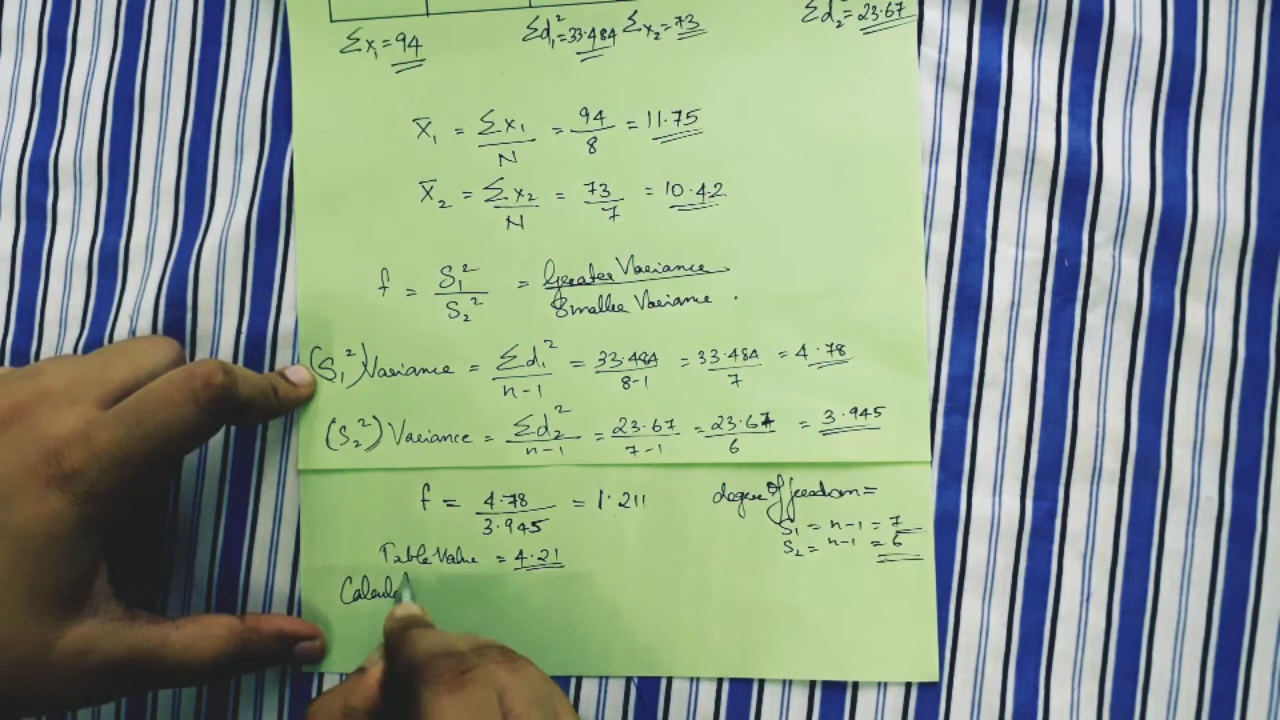 Σx₁ = 94
Σd₁² = 33.484 Σx₂ = 73
Σd₂² = 23.67
X̄₁ = Σx₁/N = 94/8 = 11.75
X̄₂ = Σx₂/N = 73/7 = 10.42
f = S₁²/S₂² = Greater Variance/Smaller Variance.
(S₁²) Variance = Σd₁²/n-1 = 33.484/8-1 = 33.484/7 = 4.78
(S₂²) Variance = Σd₂²/n-1 = 23.67/7-1 = 23.67/6 = 3.945
f = 4.78/3.945 = 1.211
degree of freedom =
S₁ = n-1 = 7
S₂ = n-1 = 6
Table Value = 4.21
Calcula